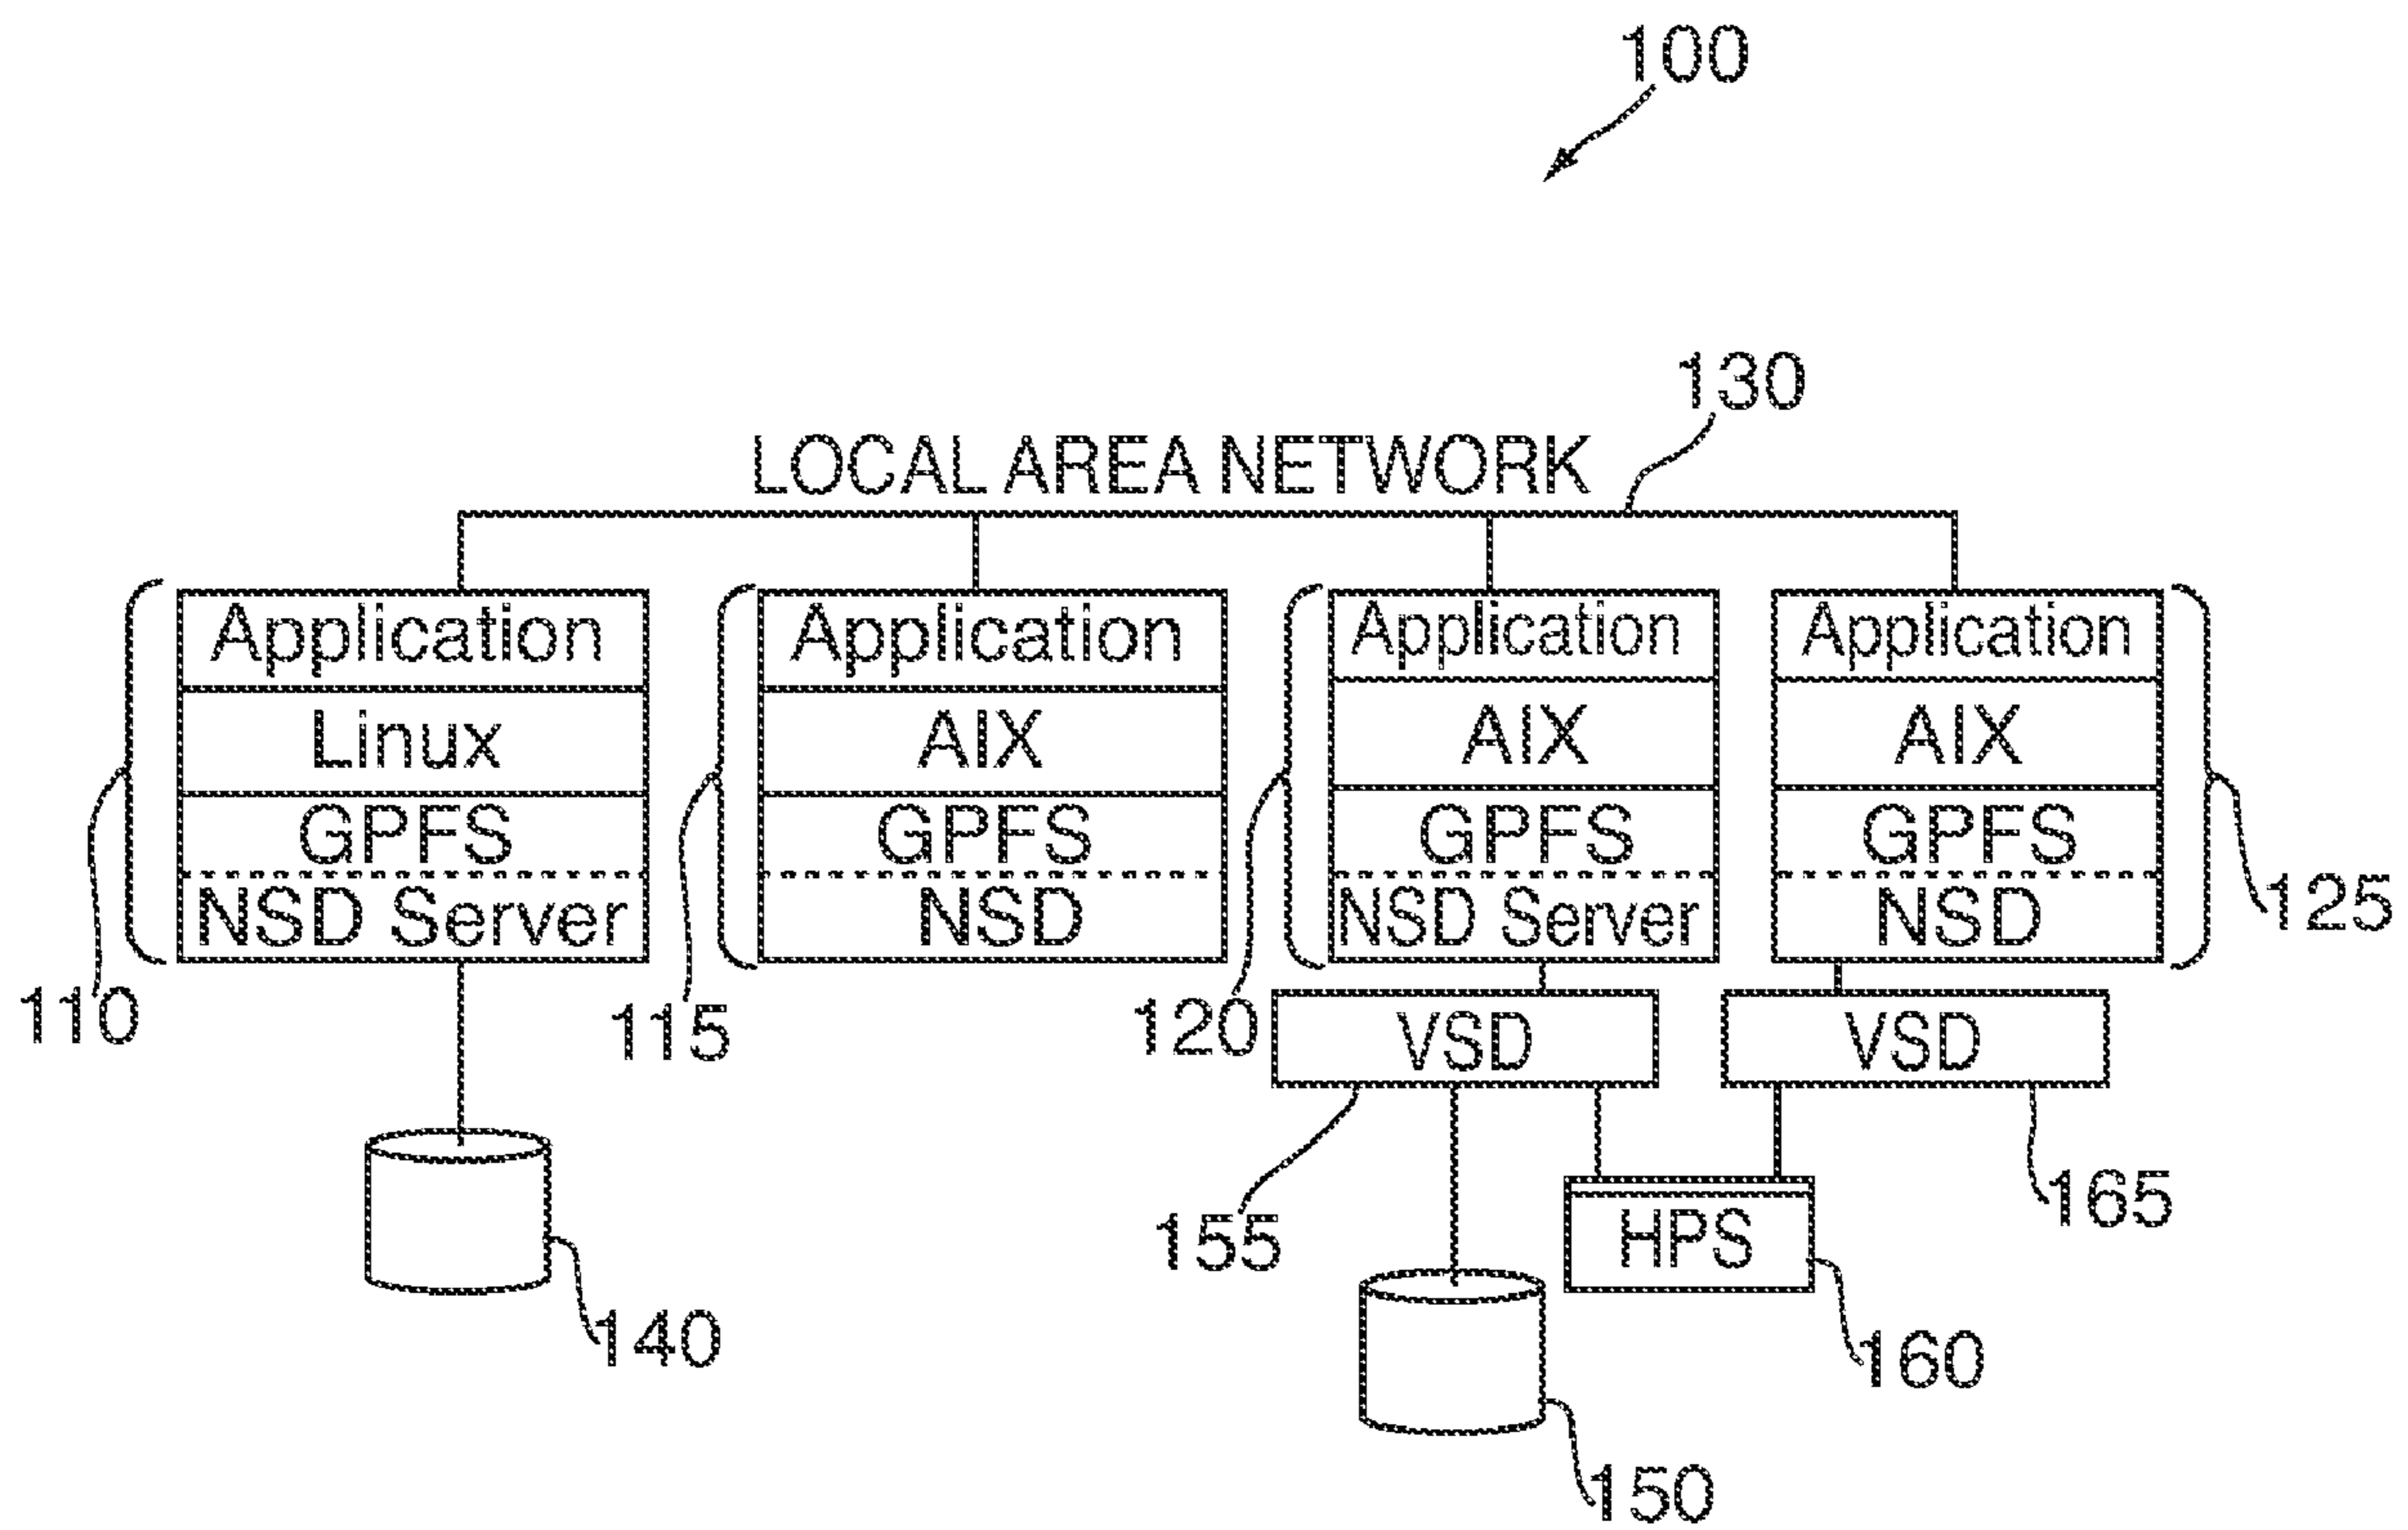 100
130
LOCAL AREA NETWORK
Application Application Application Application
Linux AIX AIX AIX
GPFS GPFS GPFS GPFS
NSD Server NSD NSD Server NSD
125
110 115 120 VSD VSD
155 HPS 165
140 160
150